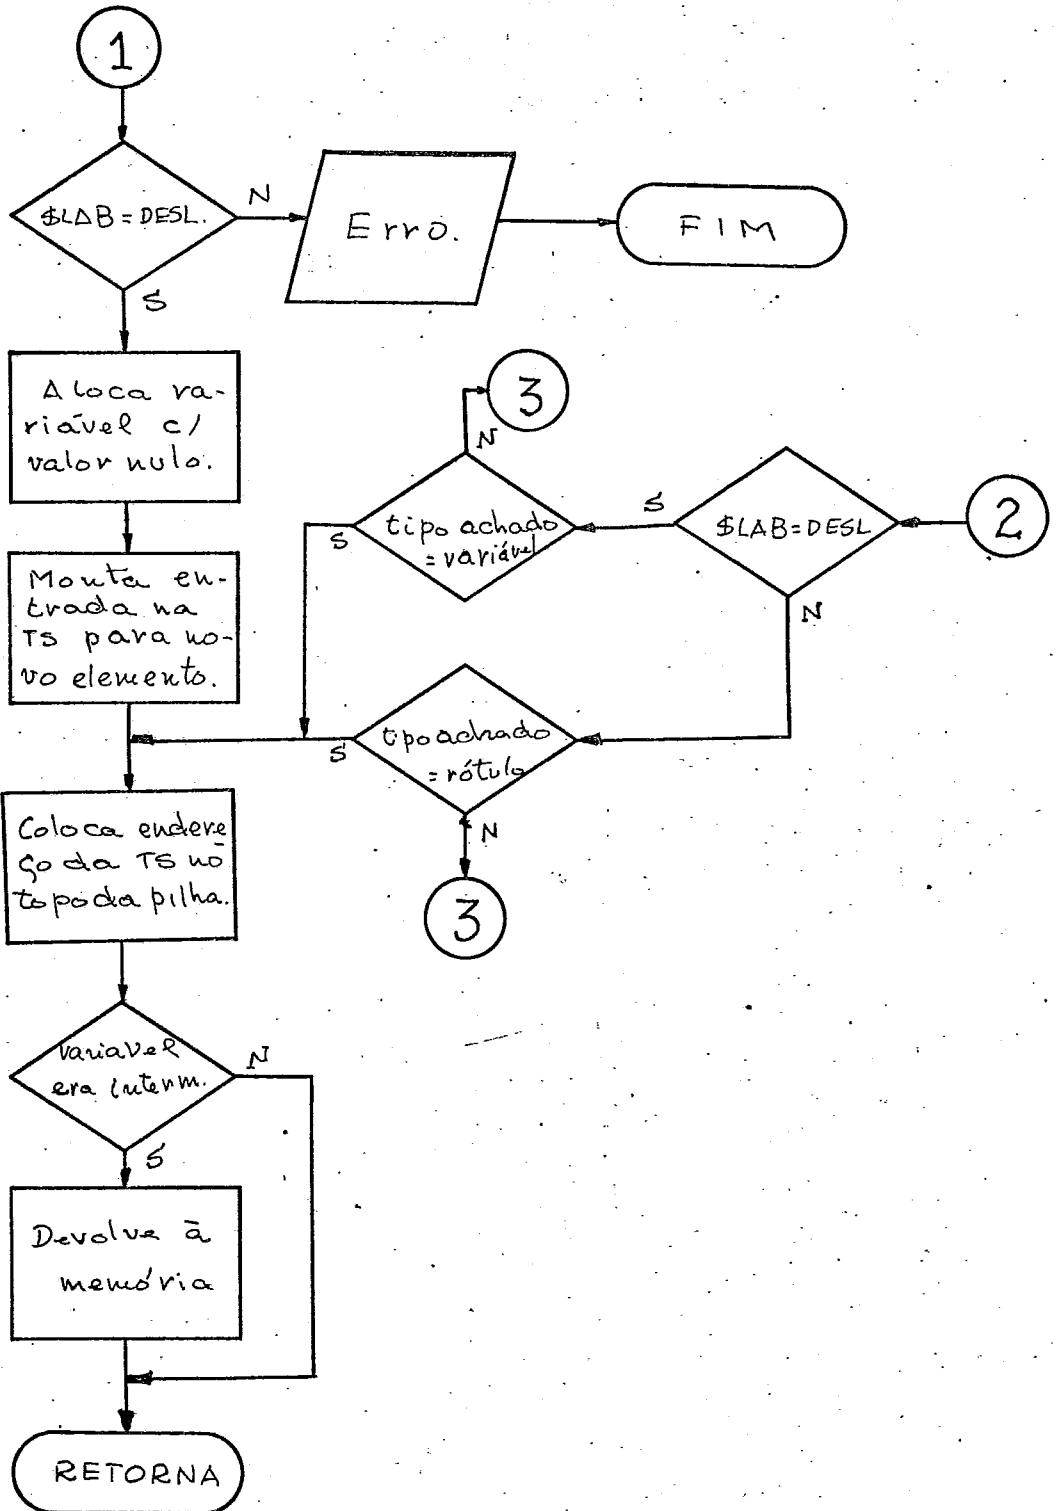 1
$LAB=DESL.
N
Erro.
FIM
S
Aloca va-
riável c/
valor nulo.
3
N
tipo achado
=variável
S
S
$LAB=DESL
2
N
Monta en-
trada na
TS para no-
vo elemento.
tipo achado
=rótulo
S
N
3
Coloca endere
ço da TS no
topo da pilha.
variavel
era interm.
N
S
Devolve à
memória
RETORNA